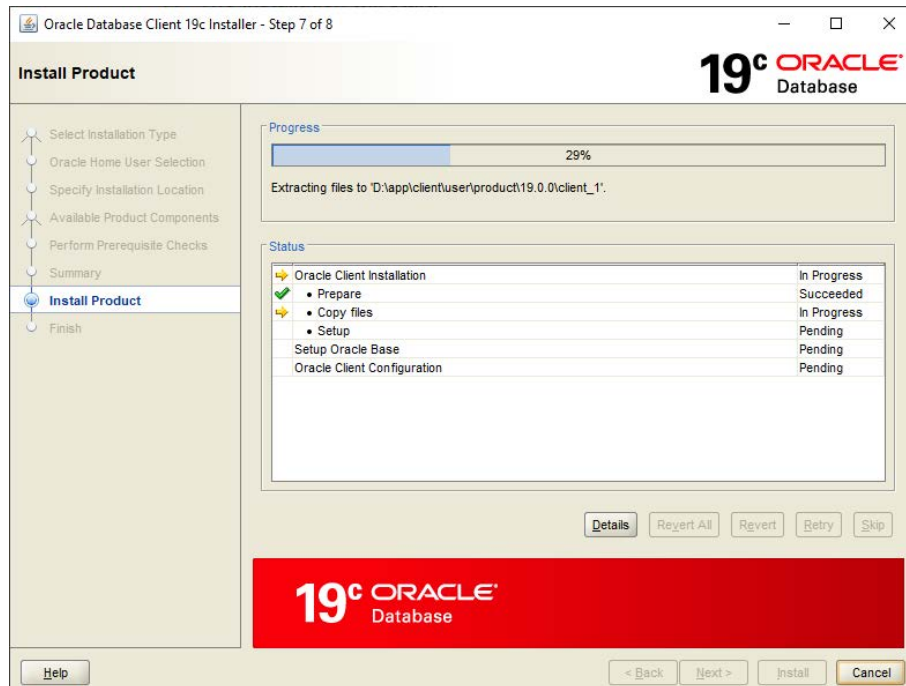 Oracle Database Client 19c Installer - Step 7 of 8
Install Product
19c ORACLE
Database
Select Installation Type
Oracle Home User Selection
Specify Installation Location
Available Product Components
Perform Prerequisite Checks
Summary
Install Product
Finish
Progress
29%
Extracting files to 'D:\app\client\user\product\19.0.0\client_1'.
Status
Oracle Client Installation In Progress
• Prepare Succeeded
• Copy files In Progress
• Setup Pending
Setup Oracle Base Pending
Oracle Client Configuration Pending
Details Revert All Revert Retry Skip
19c ORACLE
Database
Help < Back Next > Install Cancel